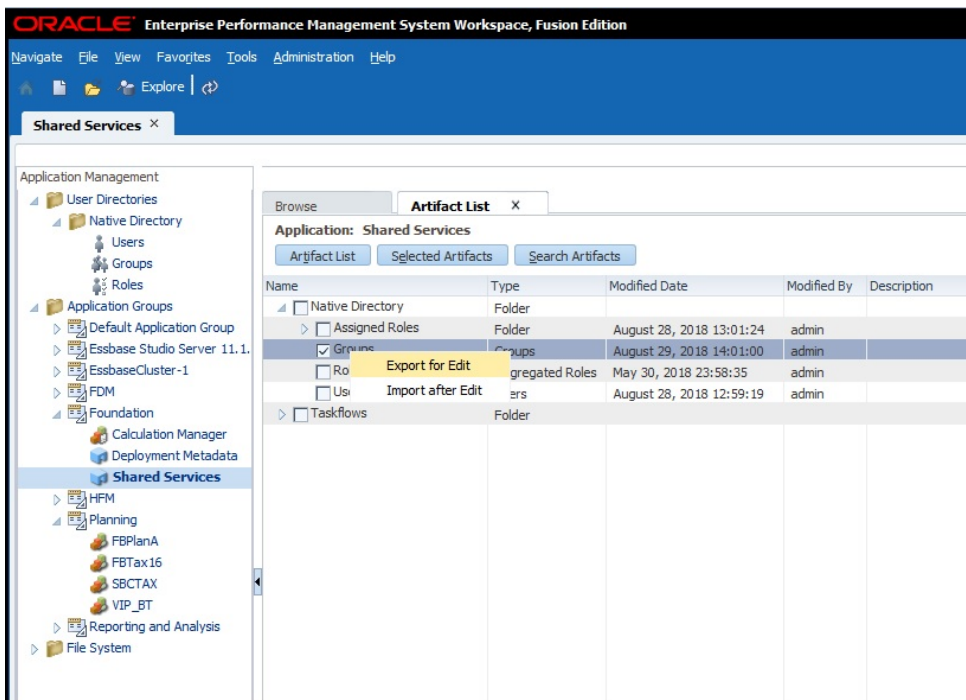 ORACLE Enterprise Performance Management System Workspace, Fusion Edition
Navigate File View Favorites Tools Administration Help
Explore
Shared Services
Application Management
User Directories
Native Directory
Users
Groups
Roles
Application Groups
Default Application Group
Essbase Studio Server 11.1.
EssbaseCluster-1
FDM
Foundation
Calculation Manager
Deployment Metadata
Shared Services
HFM
Planning
FBPlanA
FBTax16
SBCTAX
VIP_BT
Reporting and Analysis
File System
Browse Artifact List X
Application: Shared Services
Artifact List Selected Artifacts Search Artifacts
Name Type Modified Date Modified By Description
Native Directory Folder
Assigned Roles Folder August 28, 2018 13:01:24 admin
Groups Groups August 29, 2018 14:01:00 admin
Ro gregated Roles May 30, 2018 23:58:35 admin
Us ers August 28, 2018 12:59:19 admin
Taskflows Folder
Export for Edit
Import after Edit